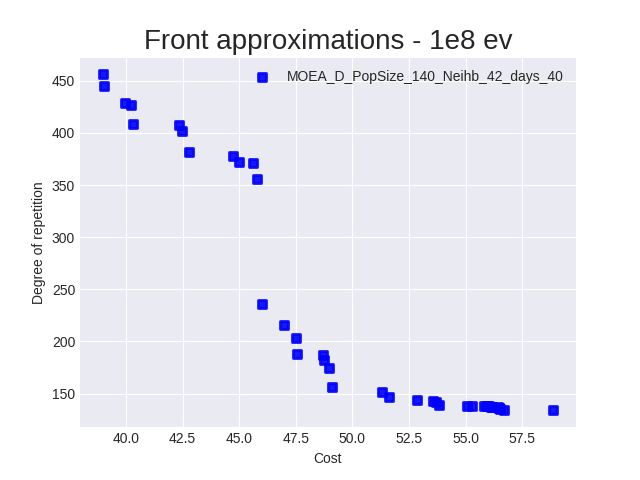 Front approximations - 1e8 ev
MOEA_D_PopSize_140_Neihb_42_days_40
Degree of repetition
450
400
350
300
250
200
150
40.0 42.5 45.0 47.5 50.0 52.5 55.0 57.5
Cost